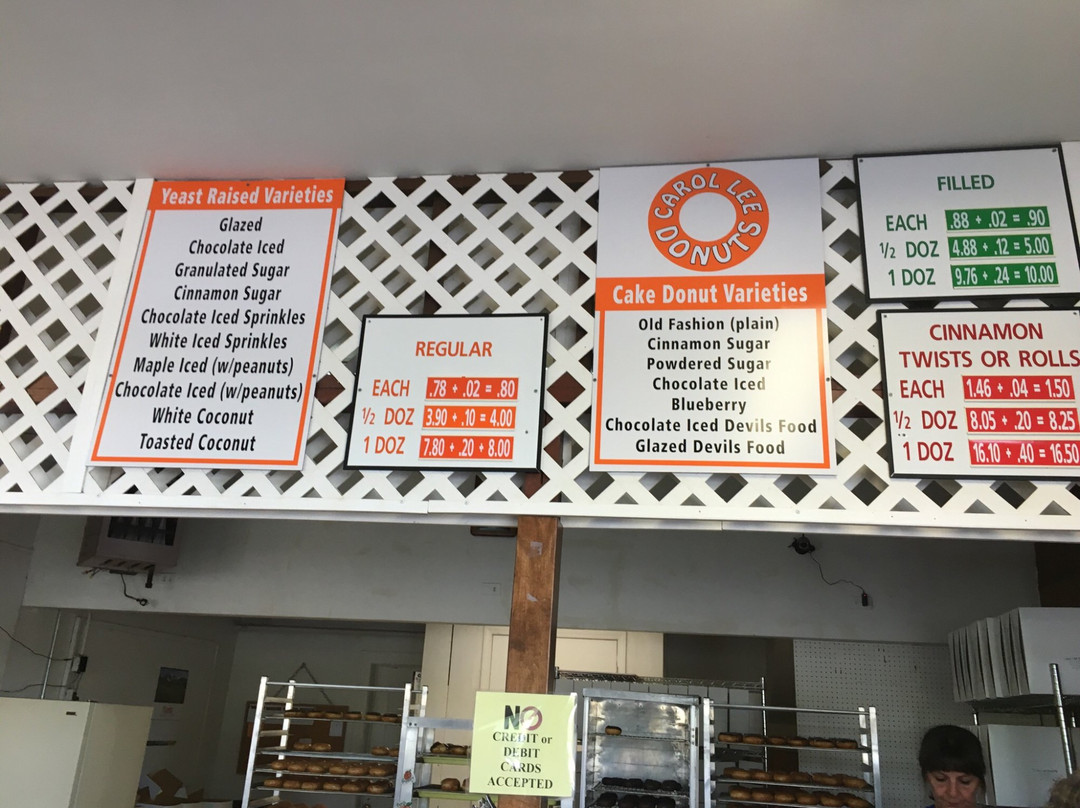 Yeast Raised Varieties
Glazed
Chocolate Iced
Granulated Sugar
Cinnamon Sugar
Chocolate Iced Sprinkles
White Iced Sprinkles
Maple Iced (w/peanuts)
Chocolate Iced (w/peanuts)
White Coconut
Toasted Coconut
REGULAR
EACH .78 + .02 = .80
1/2 DOZ 3.90 + .10 = 4.00
1 DOZ 7.80 + .20 + 8.00
CAROL LEE
DONUTS
Cake Donut Varieties
Old Fashion (plain)
Cinnamon Sugar
Powdered Sugar
Chocolate Iced
Blueberry
Chocolate Iced Devils Food
Glazed Devils Food
FILLED
EACH .88 + .02 = .90
1/2 DOZ 4.88 + .12 = 5.00
1 DOZ 9.76 + .24 = 10.00
CINNAMON
TWISTS OR ROLLS
EACH 1.46 + .04 = 1.50
1/2 DOZ 8.05 + .20 = 8.25
1 DOZ 16.10 + .40 = 16.50
NO
CREDIT or
DEBIT
CARDS
ACCEPTED